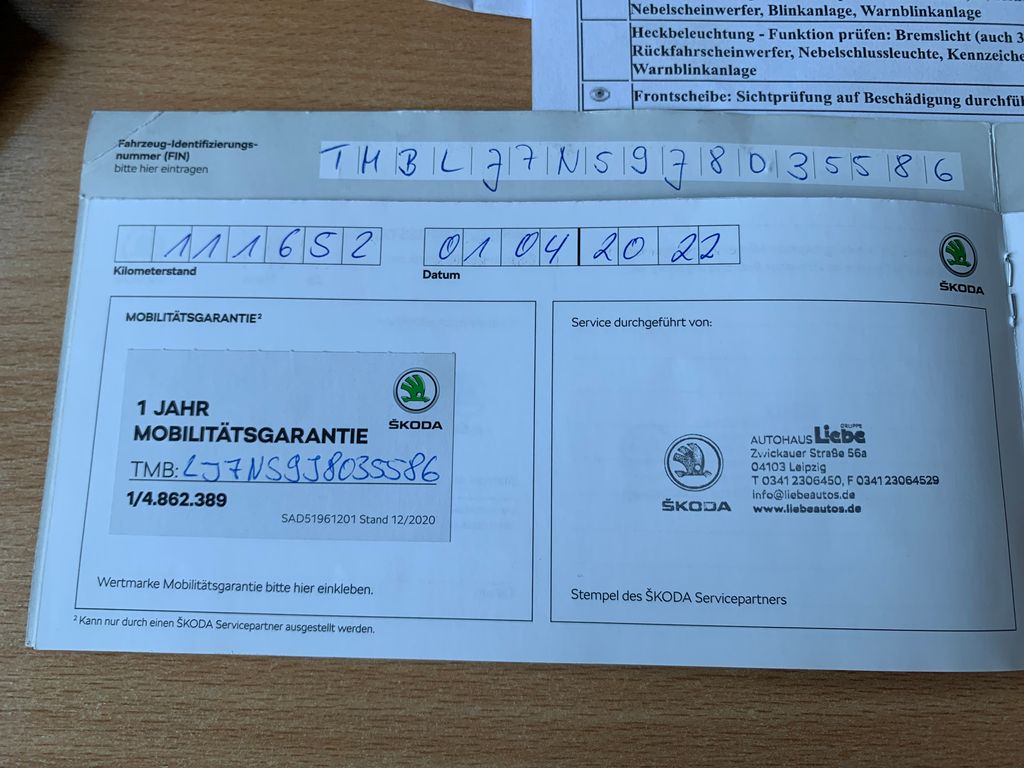 Nebelscheinwerfer, Blinkanlage, Warnblinkanlage
Heckbeleuchtung - Funktion prüfen: Bremslicht (auch 3
Rückfahrscheinwerfer, Nebelschlussleuchte, Kennzeiche
Warnblinkanlage
Frontscheibe: Sichtprüfung auf Beschädigung durchfüh
Fahrzeug-Identifizierungs-
nummer (FIN)
bitte hier eintragen
TMBLJ7NS9J8035586
111652
01 04 2022
Kilometerstand
Datum
ŠKODA
MOBILITÄTSGARANTIE²
1 JAHR
MOBILITÄTSGARANTIE
TMB: LJ7NS9J8035586
1/4.862.389
SAD51961201 Stand 12/2020
ŠKODA
Wertmarke Mobilitätsgarantie bitte hier einkleben.
² Kann nur durch einen ŠKODA Servicepartner ausgestellt werden.
Service durchgeführt von:
ŠKODA
GRUPPE
AUTOHAUS Liebe
Zwickauer Straße 56a
04103 Leipzig
T 0341 2306450, F 0341 23064529
info@liebeautos.de
www.liebeautos.de
Stempel des ŠKODA Servicepartners